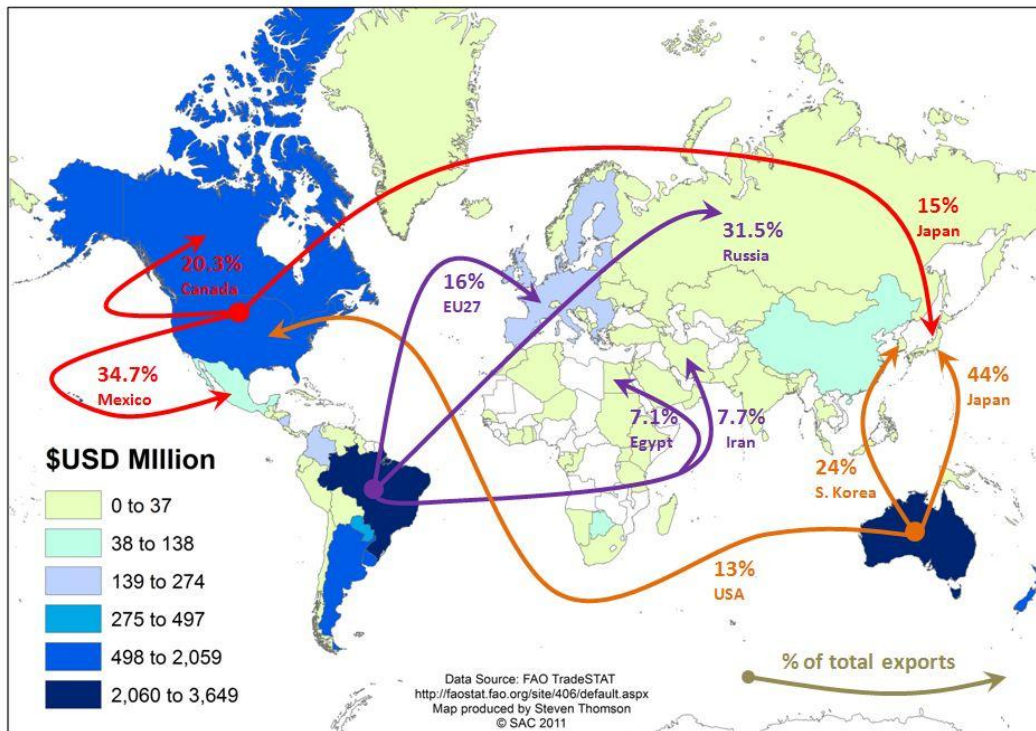 15%
Japan
31.5%
Russia
20.3%
Canada
16%
EU27
34.7%
Mexico
7.1%
Egypt
7.7%
Iran
44%
Japan
24%
S. Korea
13%
USA
$USD MIllion
0 to 37
38 to 138
139 to 274
275 to 497
498 to 2,059
2,060 to 3,649
% of total exports
Data Source: FAO TradeSTAT
http://faostat.fao.org/site/406/default.aspx
Map produced by Steven Thomson
© SAC 2011